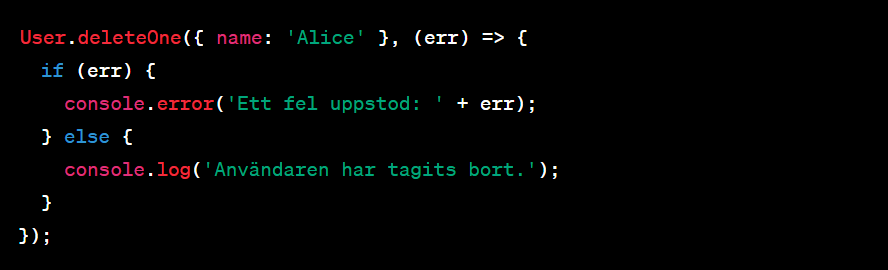 User.deleteOne({ name: 'Alice' }, (err) => {
  if (err) {
    console.error('Ett fel uppstod: ' + err);
  } else {
    console.log('Användaren har tagits bort.');
  }
});